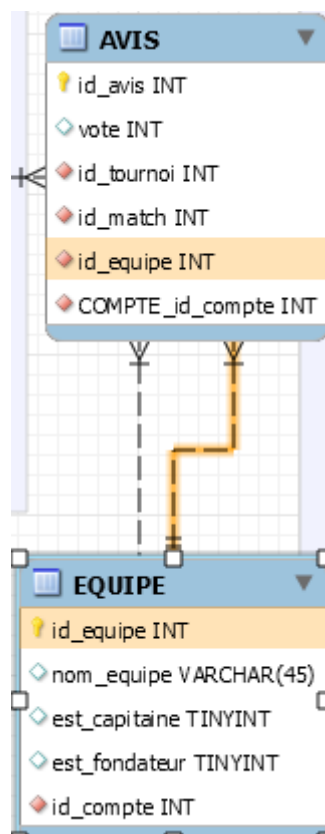 AVIS
id_avis INT
vote INT
id_tournoi INT
id_match INT
id_equipe INT
COMPTE_id_compte INT
EQUIPE
id_equipe INT
nom_equipe VARCHAR(45)
est_capitaine TINYINT
est_fondateur TINYINT
id_compte INT